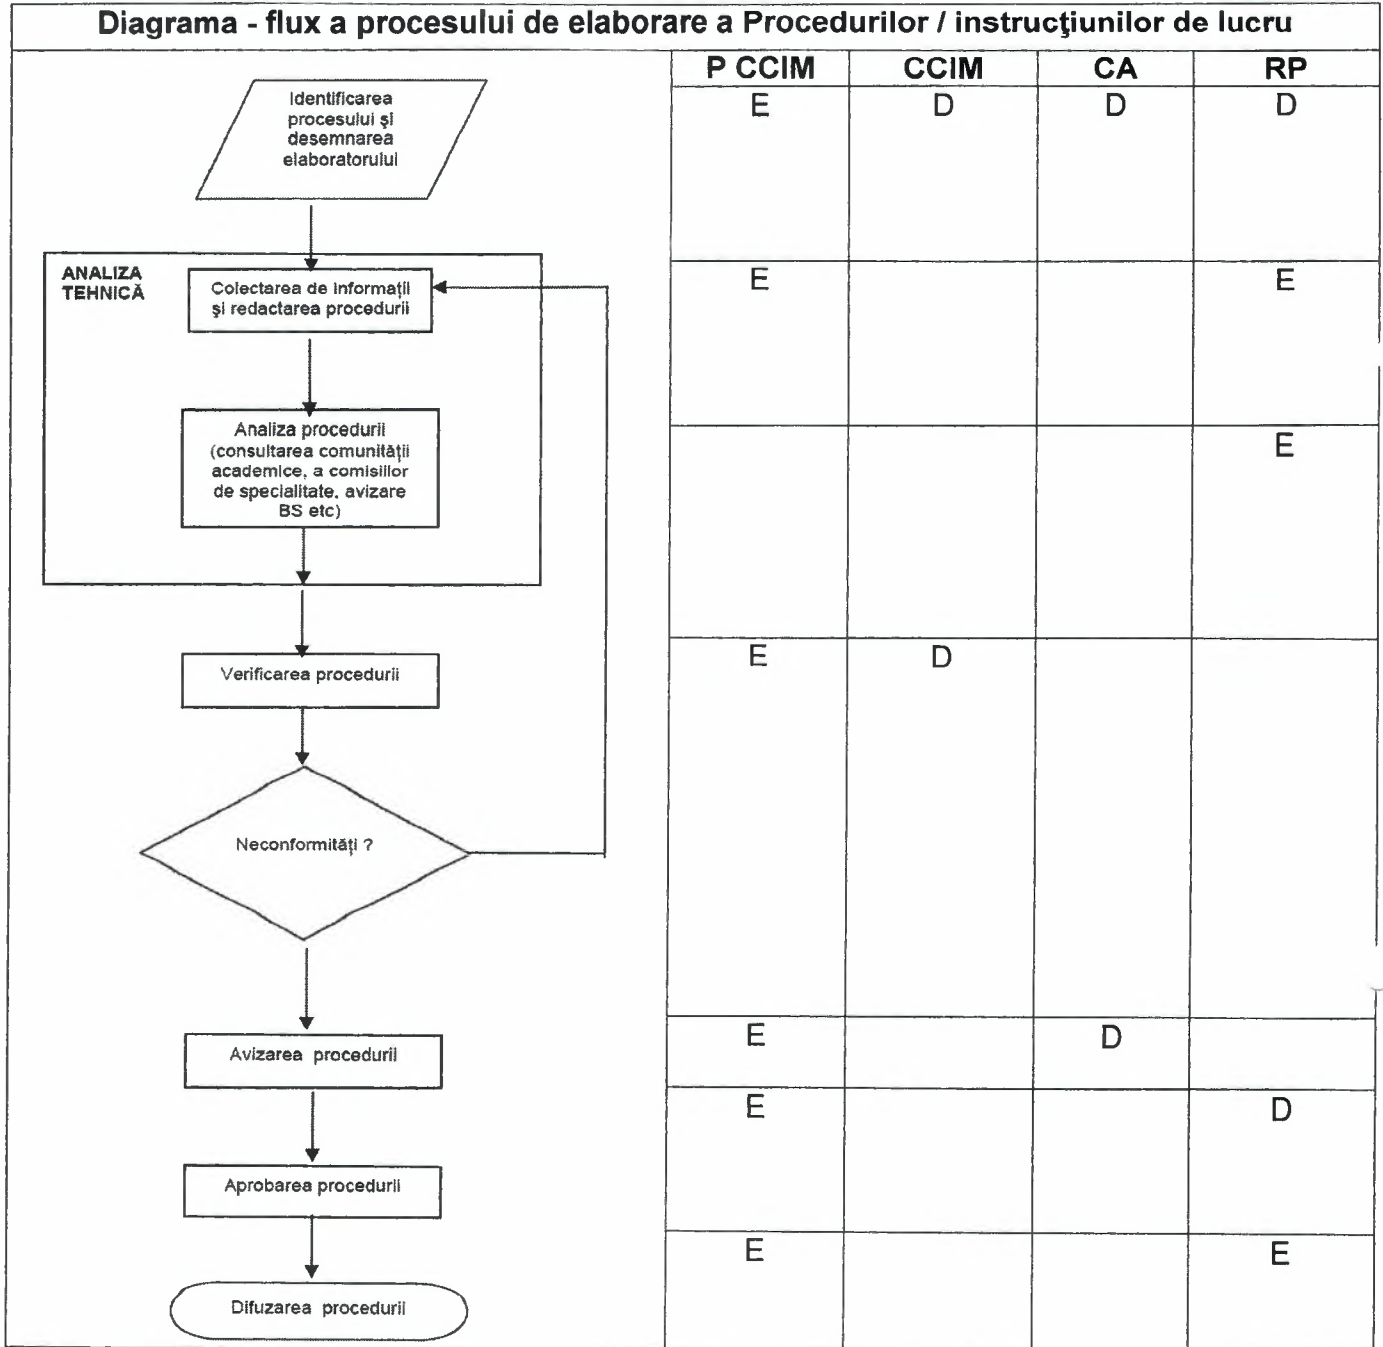 Diagrama - flux a procesului de elaborare a Procedurilor / instrucţiunilor de lucru
P CCIM CCIM CA RP
Identificarea
procesului şi
desemnarea
elaboratorului
E D D D
ANALIZA
TEHNICĂ
Colectarea de informaţii
şi redactarea procedurii
E E
Analiza procedurii
(consultarea comunităţii
academice, a comisiilor
de specialitate, avizare
BS etc)
E
Verificarea procedurii
E D
Neconformităţi ?
Avizarea procedurii
E D
Aprobarea procedurii
E D
Difuzarea procedurii
E E